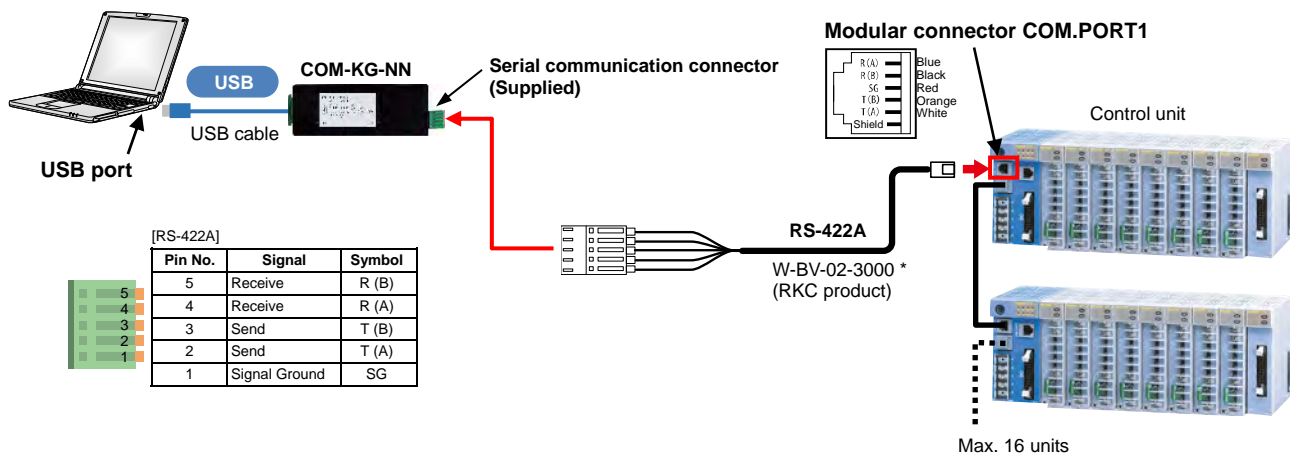 Modular connector COM.PORT1
R(A) Blue
R(B) Black
SG Red
T(B) Orange
T(A) White
Shield
USB
COM-KG-NN
Serial communication connector
(Supplied)
USB cable
USB port
Control unit
RS-422A
W-BV-02-3000 *
(RKC product)
[RS-422A]
Pin No. Signal Symbol
5 Receive R (B)
4 Receive R (A)
3 Send T (B)
2 Send T (A)
1 Signal Ground SG
5
4
3
2
1
Max. 16 units